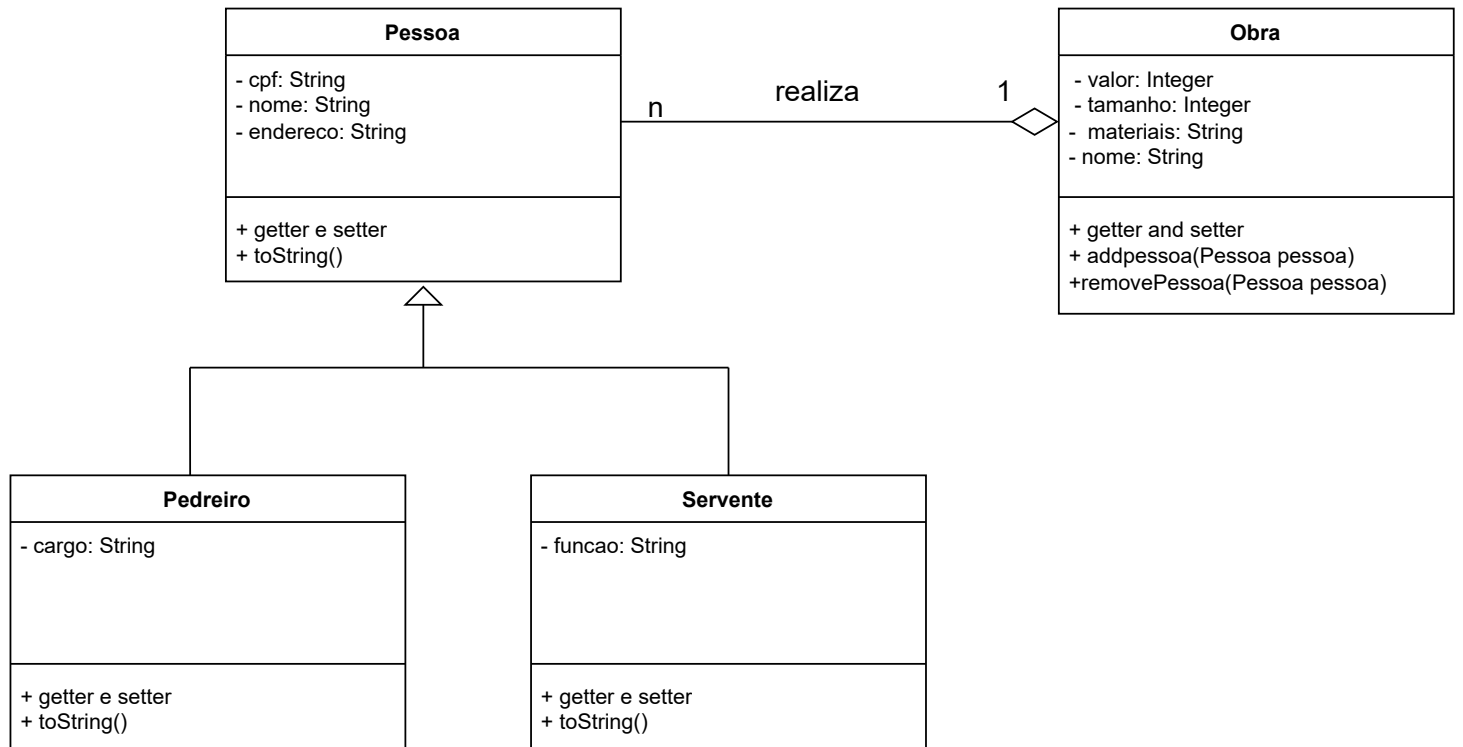 Pessoa
- cpf: String
- nome: String
- endereco: String
+ getter e setter
+ toString()
n
realiza
1
Obra
- valor: Integer
- tamanho: Integer
-  materiais: String
- nome: String
+ getter and setter
+ addpessoa(Pessoa pessoa)
+removePessoa(Pessoa pessoa)
Pedreiro
- cargo: String
+ getter e setter
+ toString()
Servente
- funcao: String
+ getter e setter
+ toString()